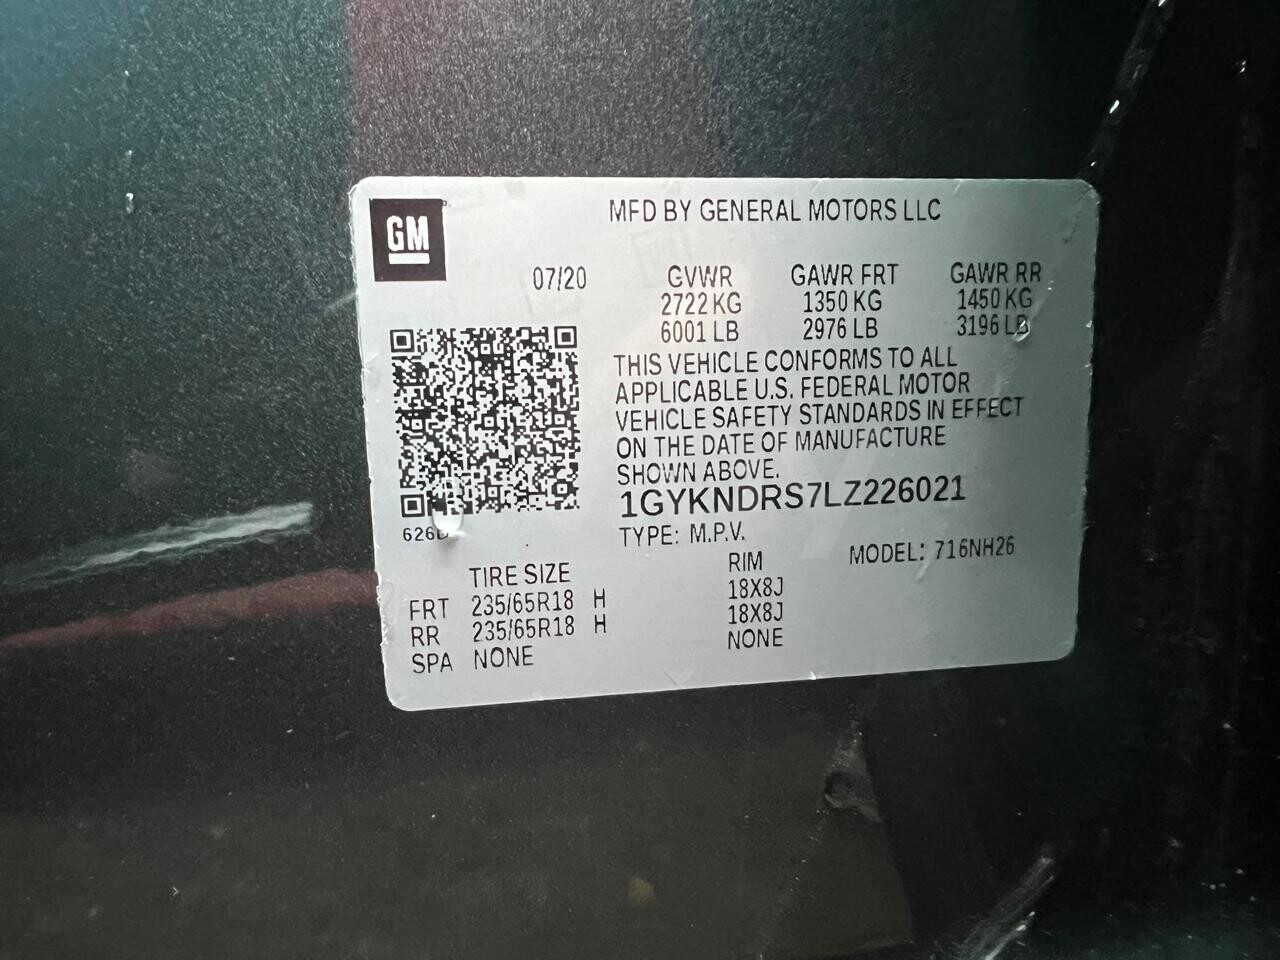 GM
MFD BY GENERAL MOTORS LLC
07/20 GVWR GAWR FRT GAWR RR
2722 KG 1350 KG 1450 KG
6001 LB 2976 LB 3196 LB
THIS VEHICLE CONFORMS TO ALL
APPLICABLE U.S. FEDERAL MOTOR
VEHICLE SAFETY STANDARDS IN EFFECT
ON THE DATE OF MANUFACTURE
SHOWN ABOVE.
1GYKNDRS7LZ226021
TYPE: M.P.V. MODEL: 716NH26
TIRE SIZE RIM
FRT 235/65R18 H 18X8J
RR 235/65R18 H 18X8J
SPA NONE NONE